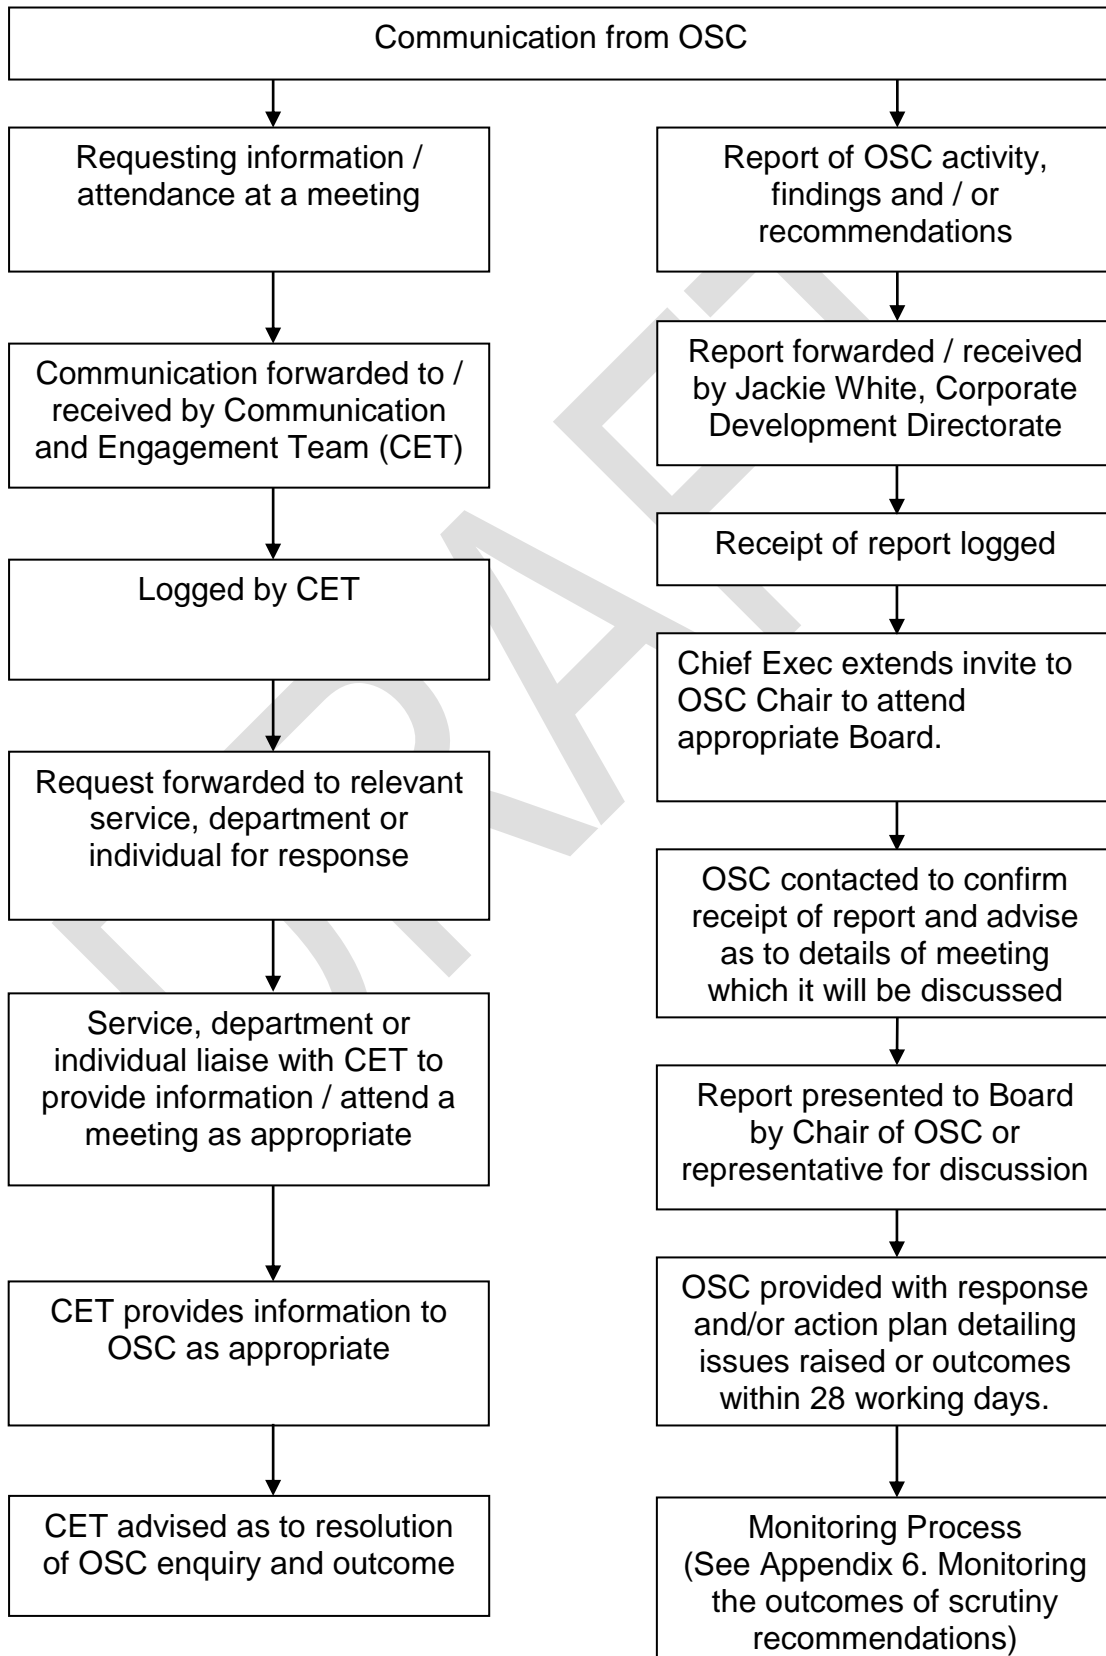 Communication from OSC
Requesting information /
attendance at a meeting
Communication forwarded to /
received by Communication
and Engagement Team (CET)
Logged by CET
Request forwarded to relevant
service, department or
individual for response
Service, department or
individual liaise with CET to
provide information / attend a
meeting as appropriate
CET provides information to
OSC as appropriate
CET advised as to resolution
of OSC enquiry and outcome
Report of OSC activity,
findings and / or
recommendations
Report forwarded / received
by Jackie White, Corporate
Development Directorate
Receipt of report logged
Chief Exec extends invite to
OSC Chair to attend
appropriate Board.
OSC contacted to confirm
receipt of report and advise
as to details of meeting
which it will be discussed
Report presented to Board
by Chair of OSC or
representative for discussion
OSC provided with response
and/or action plan detailing
issues raised or outcomes
within 28 working days.
Monitoring Process
(See Appendix 6. Monitoring
the outcomes of scrutiny
recommendations)
DRAFT